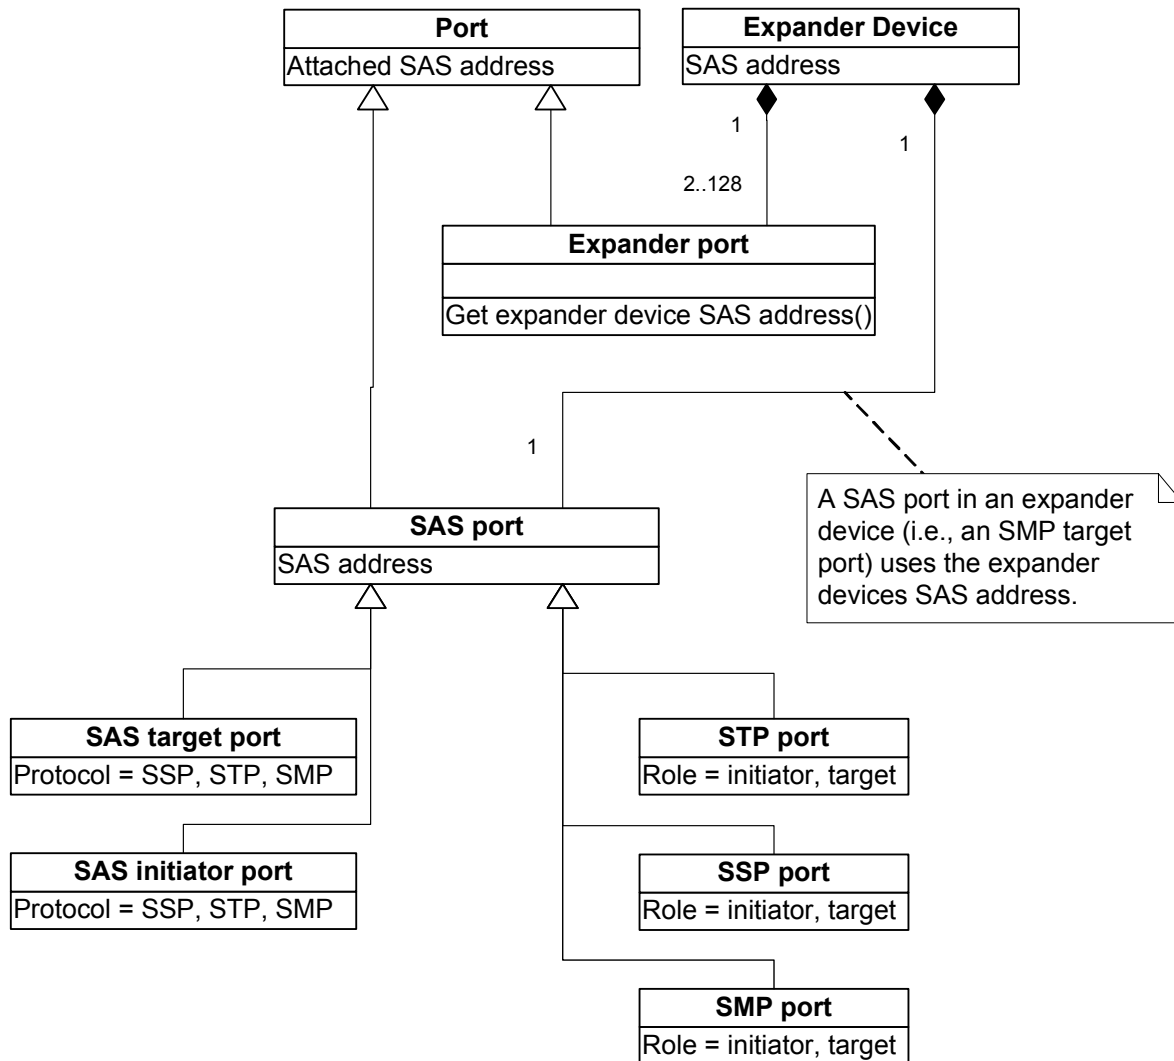 Port
Attached SAS address
Expander Device
SAS address
1
1
2..128
Expander port
Get expander device SAS address()
1
A SAS port in an expander
device (i.e., an SMP target
port) uses the expander
devices SAS address.
SAS port
SAS address
SAS target port
Protocol = SSP, STP, SMP
STP port
Role = initiator, target
SAS initiator port
Protocol = SSP, STP, SMP
SSP port
Role = initiator, target
SMP port
Role = initiator, target